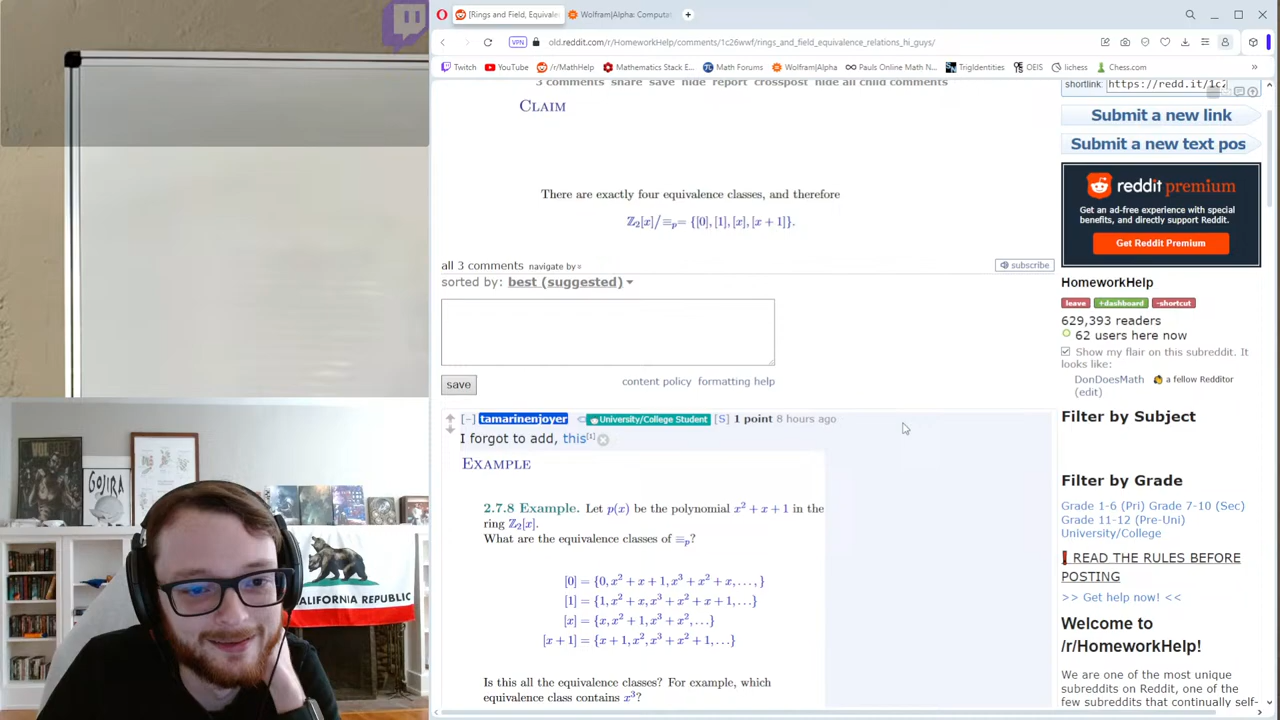 [Rings and Field, Equivale
Wolfram|Alpha: Computat
VPN
old.reddit.com/r/HomeworkHelp/comments/1c26wwf/rings_and_field_equivalence_relations_hi_guys/
Twitch
YouTube
/r/MathHelp
Mathematics Stack E...
Math Forums
Wolfram|Alpha
Pauls Online Math N...
TrigIdentities
OEIS
lichess
Chess.com
3 comments share save hide report crosspost hide all child comments
CLAIM
There are exactly four equivalence classes, and therefore
ℤ₂[x]/≡ₚ= {[0], [1], [x], [x + 1]}.
all 3 comments navigate by
subscribe
sorted by: best (suggested)
save
content policy formatting help
[–] tamarinenjoyer University/College Student [S] 1 point 8 hours ago
I forgot to add, this[1]
EXAMPLE
2.7.8 Example. Let p(x) be the polynomial x² + x + 1 in the
ring ℤ₂[x].
What are the equivalence classes of ≡ₚ?
[0] = {0, x² + x + 1, x³ + x² + x, . . . , }
[1] = {1, x² + x, x³ + x² + x + 1, . . .}
[x] = {x, x² + 1, x³ + x², . . .}
[x + 1] = {x + 1, x², x³ + x² + 1, . . .}
Is this all the equivalence classes? For example, which
equivalence class contains x³?
shortlink: https://redd.it/1c2
Submit a new link
Submit a new text pos
reddit premium
Get an ad-free experience with special
benefits, and directly support Reddit.
Get Reddit Premium
HomeworkHelp
leave +dashboard -shortcut
629,393 readers
62 users here now
Show my flair on this subreddit. It
looks like:
DonDoesMath a fellow Redditor
(edit)
Filter by Subject
Filter by Grade
Grade 1-6 (Pri) Grade 7-10 (Sec)
Grade 11-12 (Pre-Uni)
University/College
READ THE RULES BEFORE
POSTING
>> Get help now! <<
Welcome to
/r/HomeworkHelp!
We are one of the most unique
subreddits on Reddit, one of the
few subreddits that continually self-
GOJIRA
CALIFORNIA REPUBLIC